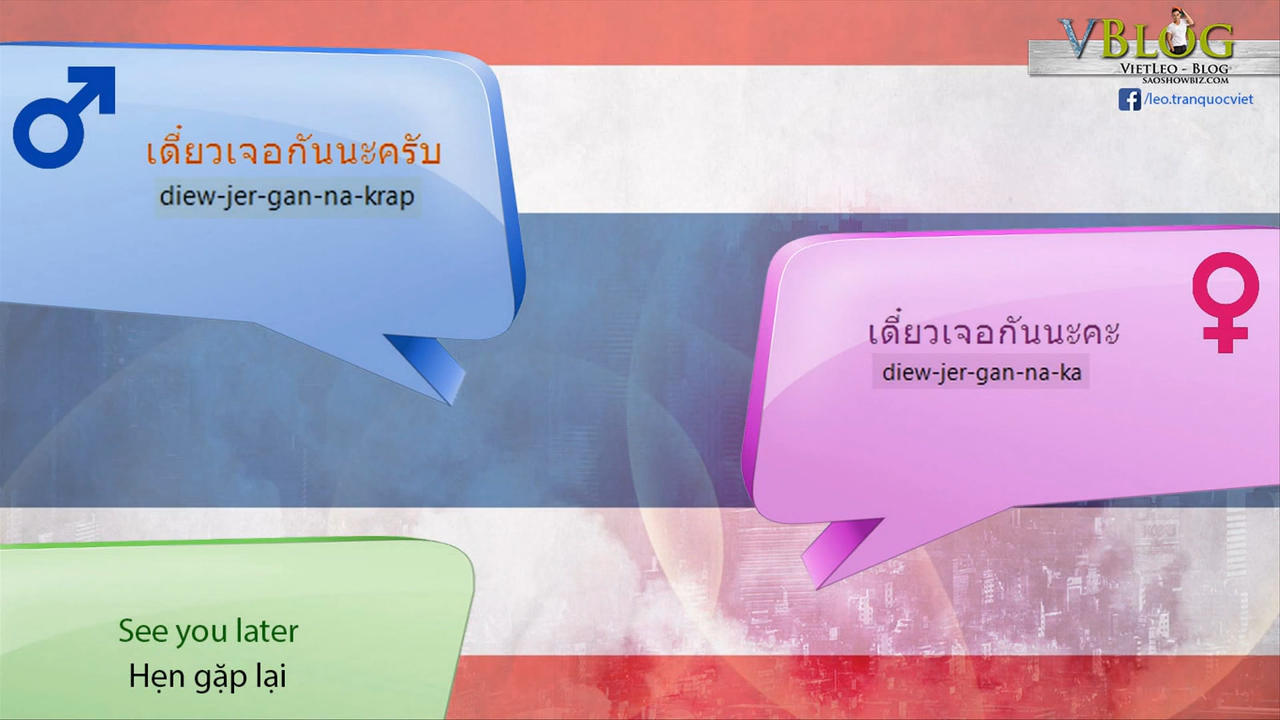 VBLOG
VIETLEO - BLOG
SAOSHOWBIZ.COM
/leo.tranquocviet
เดี๋ยวเจอกันนะครับ
diew-jer-gan-na-krap
เดี๋ยวเจอกันนะคะ
diew-jer-gan-na-ka
See you later
Hẹn gặp lại